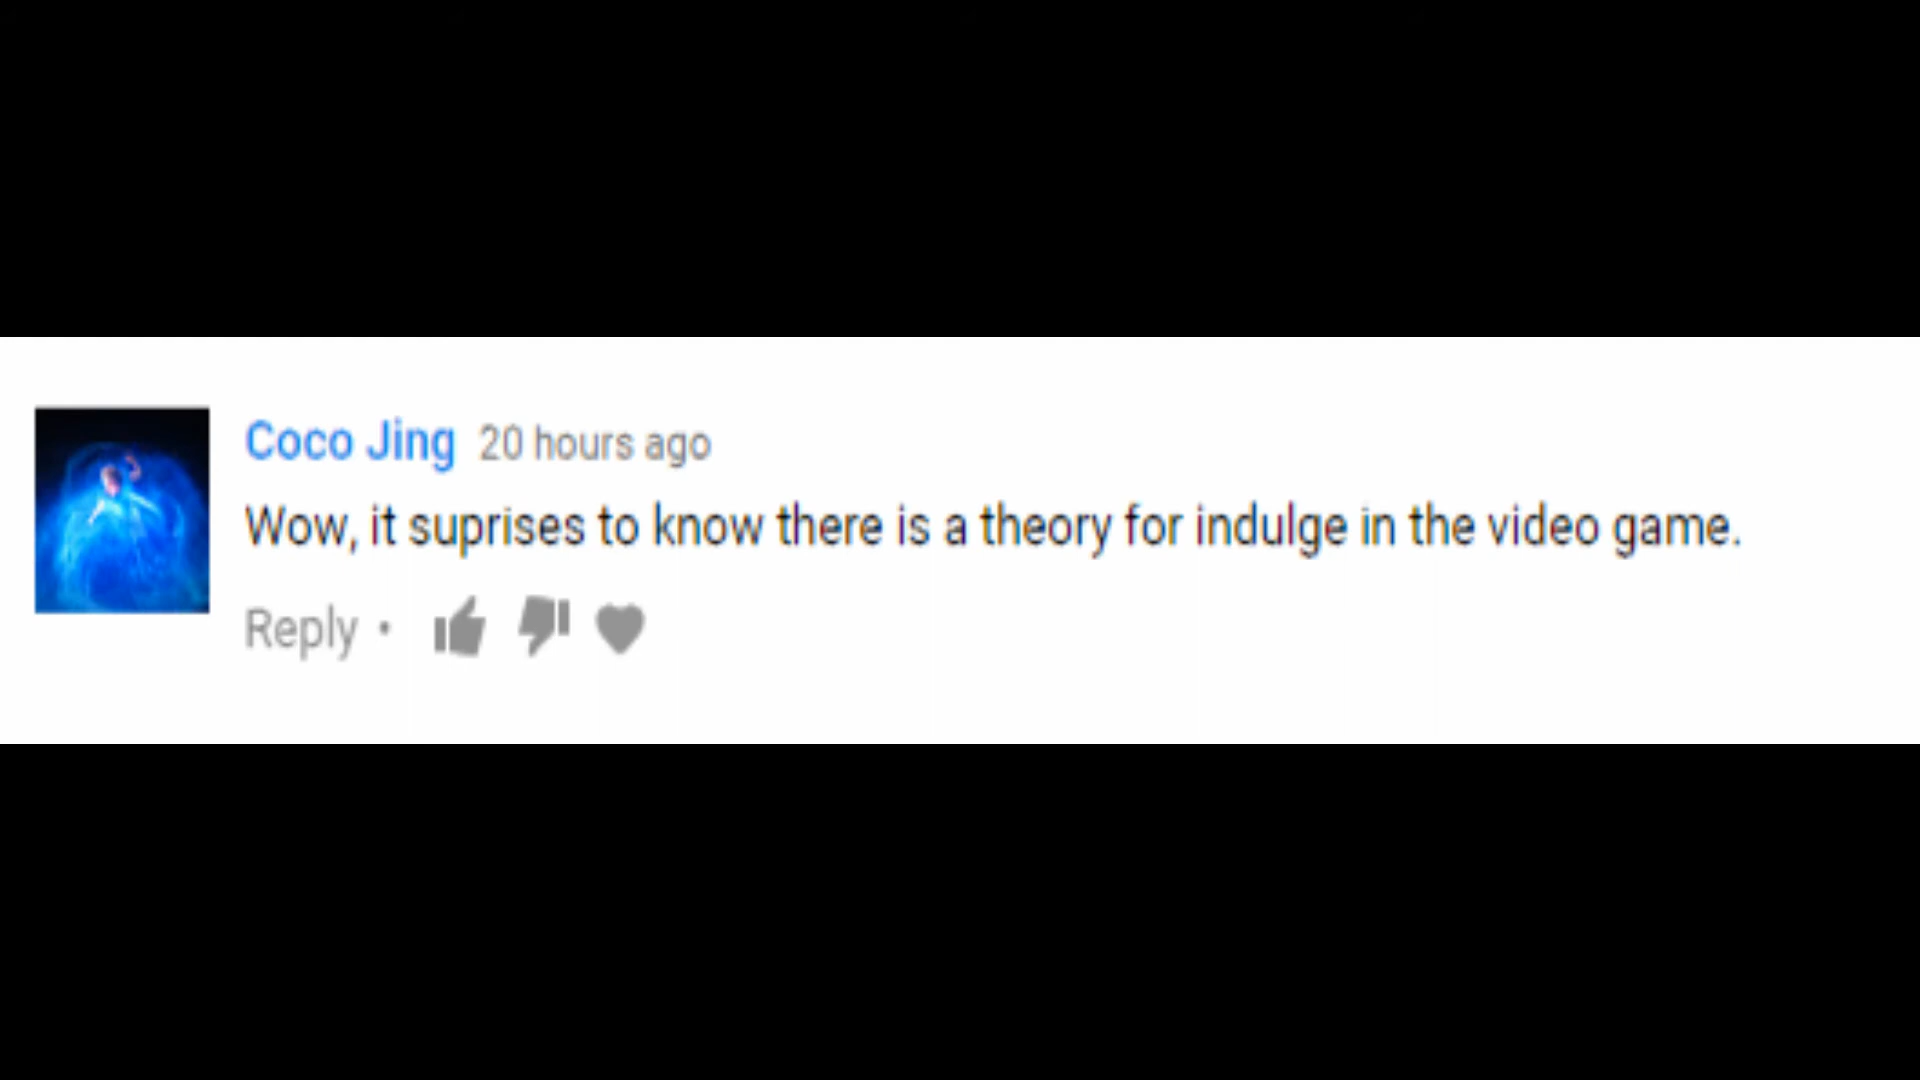 Coco Jing 20 hours ago
Wow, it suprises to know there is a theory for indulge in the video game.
Reply •